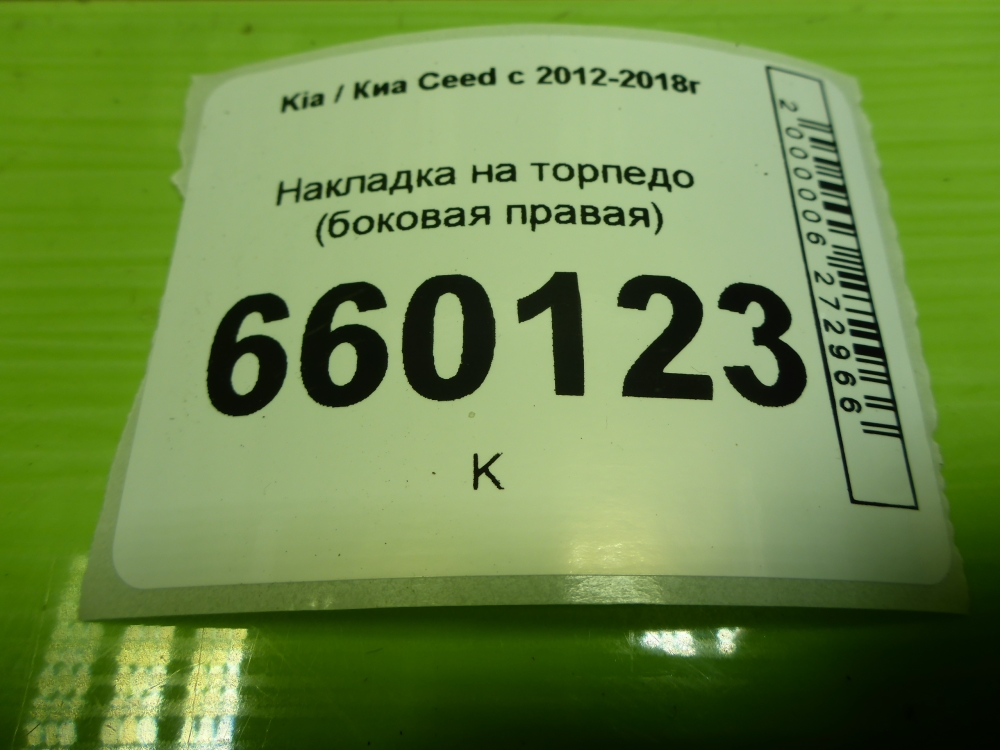 Kia / Киа Ceed с 2012-2018г
Накладка на торпедо
(боковая правая)
660123
К
2000006272966